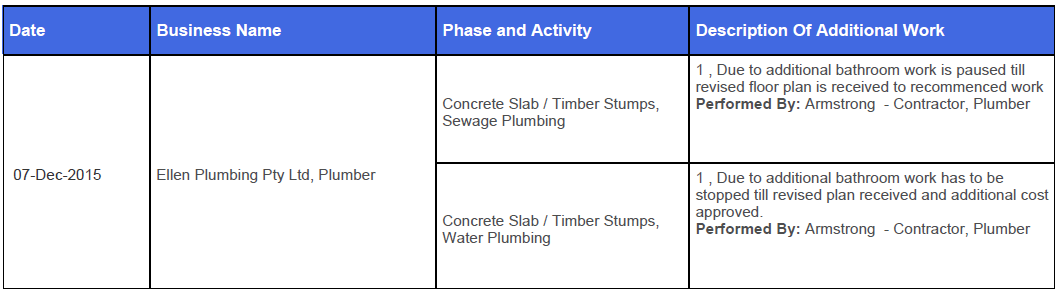 Date
Business Name
Phase and Activity
Description Of Additional Work
07-Dec-2015
Ellen Plumbing Pty Ltd, Plumber
Concrete Slab / Timber Stumps,
Sewage Plumbing
1 , Due to additional bathroom work is paused till
revised floor plan is received to recommenced work
Performed By: Armstrong - Contractor, Plumber
Concrete Slab / Timber Stumps,
Water Plumbing
1 , Due to additional bathroom work has to be
stopped till revised plan received and additional cost
approved.
Performed By: Armstrong - Contractor, Plumber